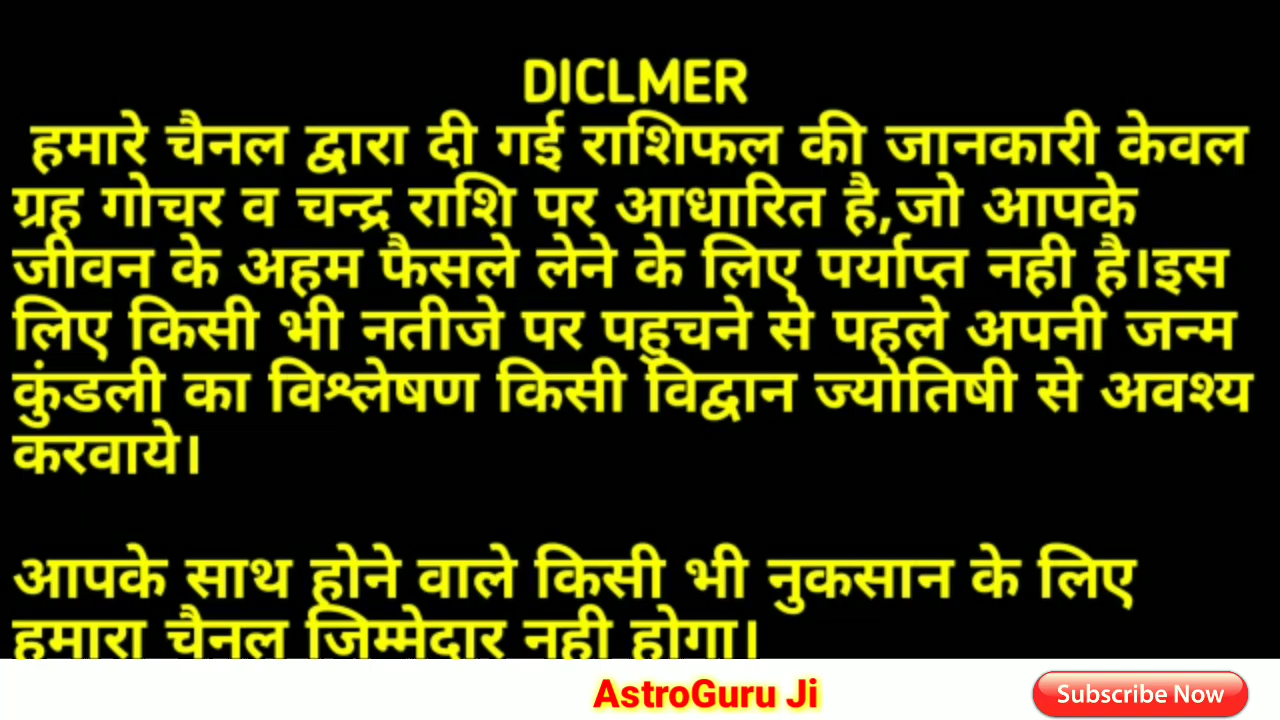 DICLMER
हमारे चैनल द्वारा दी गई राशिफल की जानकारी केवल
ग्रह गोचर व चन्द्र राशि पर आधारित है,जो आपके
जीवन के अहम फैसले लेने के लिए पर्याप्त नही है।इस
लिए किसी भी नतीजे पर पहुचने से पहले अपनी जन्म
कुंडली का विश्लेषण किसी विद्वान ज्योतिषी से अवश्य
करवाये।
आपके साथ होने वाले किसी भी नुकसान के लिए
हमारा चैनल जिम्मेदार नही होगा।
AstroGuru Ji
Subscribe Now